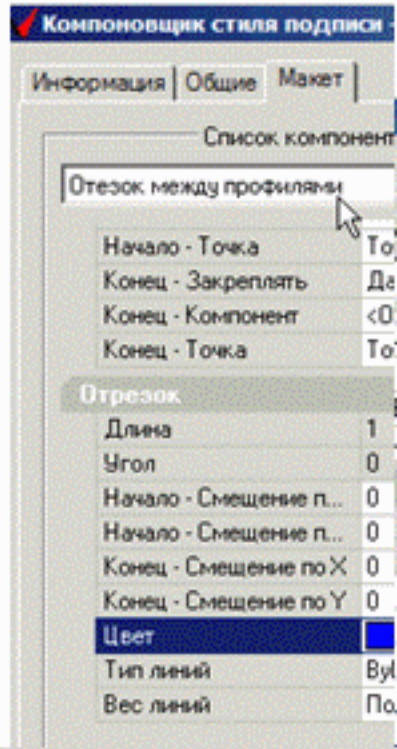 Компоновщик стиля подписи -
Информация Общие Макет
Список компонент
Отезок между профилями
Начало - Точка
Конец - Закреплять Да
Конец - Компонент
Конец - Точка
Отрезок
Длина 1
Угол 0
Начало - Смещение п... 0
Начало - Смещение п... 0
Конец - Смещение по X 0
Конец - Смещение по Y 0
Цвет
Тип линий
Вес линий